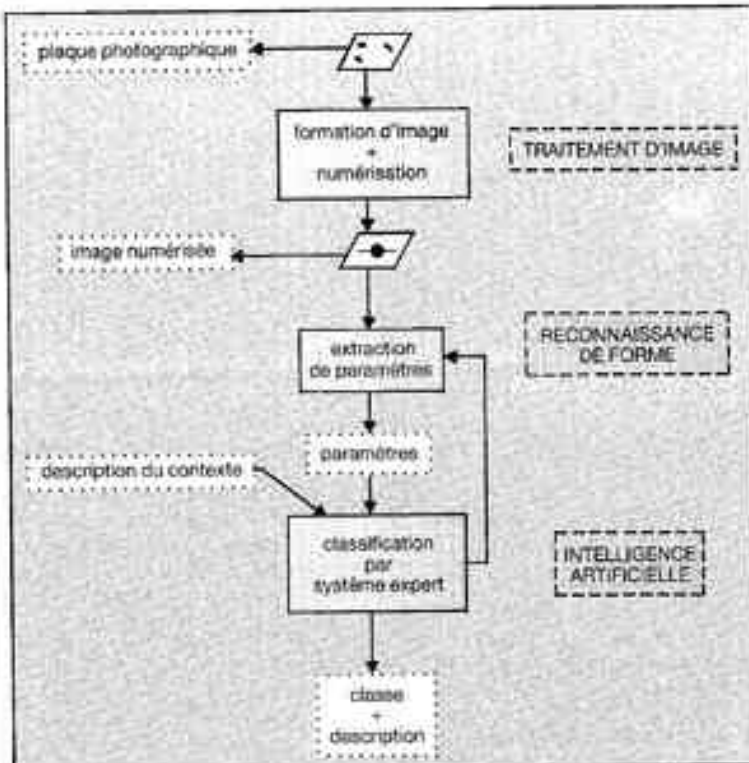 plaque photographique
formation d'image
+
numérisation
TRAITEMENT D'IMAGE
image numérisée
extraction
de paramètres
RECONNAISSANCE
DE FORME
paramètres
description du contexte
classification
par
système expert
INTELLIGENCE
ARTIFICIELLE
classe
+
description